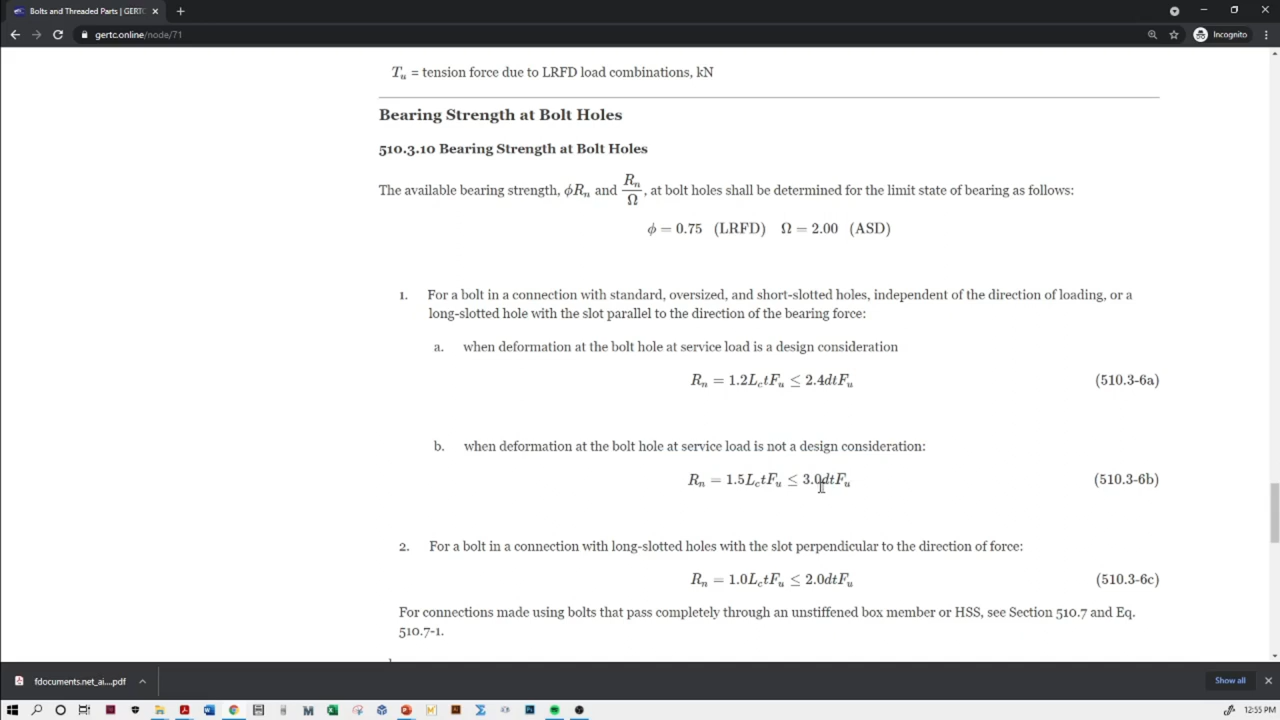 Bolts and Threaded Parts | GERTC
gertc.online/node/71
Incognito
Tᵤ = tension force due to LRFD load combinations, kN
Bearing Strength at Bolt Holes
510.3.10 Bearing Strength at Bolt Holes
The available bearing strength, ϕRₙ and Rₙ/Ω, at bolt holes shall be determined for the limit state of bearing as follows:
ϕ = 0.75 (LRFD) Ω = 2.00 (ASD)
1. For a bolt in a connection with standard, oversized, and short-slotted holes, independent of the direction of loading, or a
long-slotted hole with the slot parallel to the direction of the bearing force:
a. when deformation at the bolt hole at service load is a design consideration
Rₙ = 1.2L_ctFᵤ ≤ 2.4dtFᵤ (510.3-6a)
b. when deformation at the bolt hole at service load is not a design consideration:
Rₙ = 1.5L_ctFᵤ ≤ 3.0dtFᵤ (510.3-6b)
2. For a bolt in a connection with long-slotted holes with the slot perpendicular to the direction of force:
Rₙ = 1.0L_ctFᵤ ≤ 2.0dtFᵤ (510.3-6c)
For connections made using bolts that pass completely through an unstiffened box member or HSS, see Section 510.7 and Eq.
510.7-1.
fdocuments.net_ai....pdf
Show all
12:55 PM